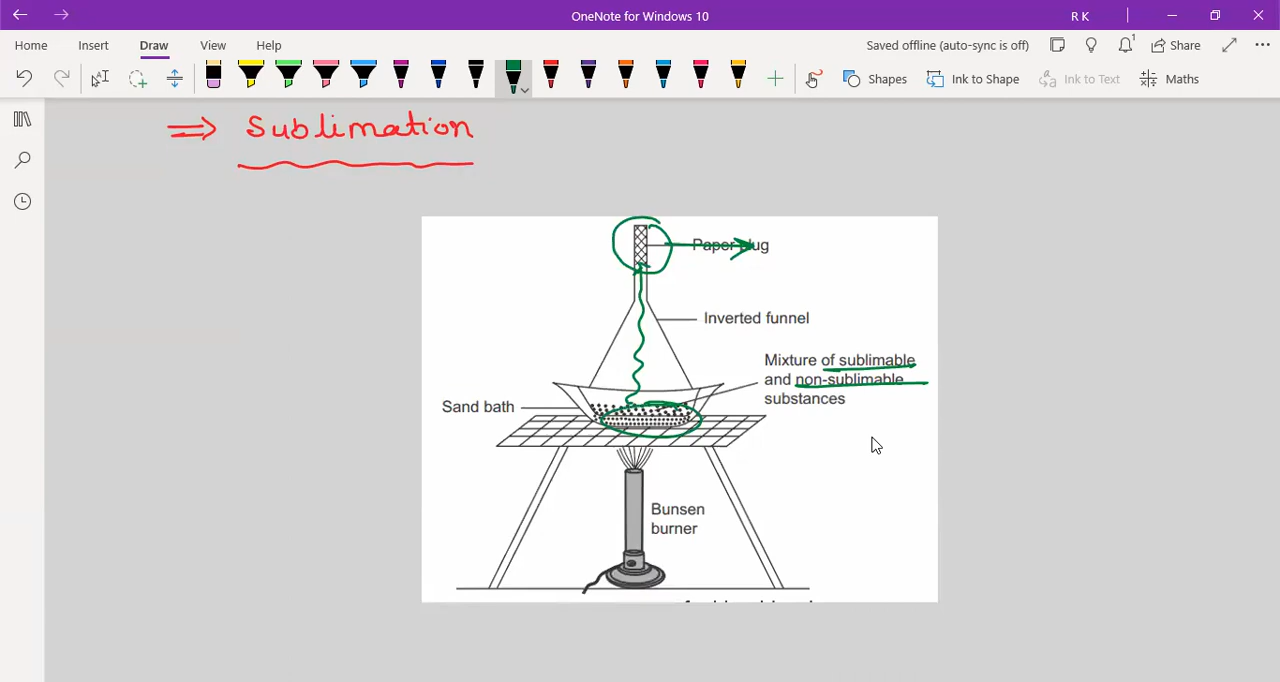 OneNote for Windows 10
R K
Home Insert Draw View Help
Saved offline (auto-sync is off)
1
Share
Shapes
Ink to Shape
Ink to Text
Maths
⇒ Sublimation
Paper plug
Inverted funnel
Mixture of sublimable
and non-sublimable
substances
Sand bath
Bunsen
burner